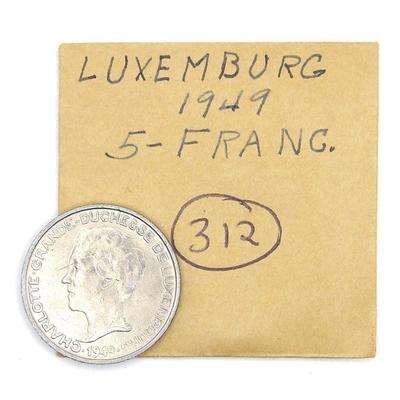 LUXEMBURG
1949
5-FRANC.
312
CHARLOTTE·GRANDE·DUCHESSE DE LUXEMBOURG
1949